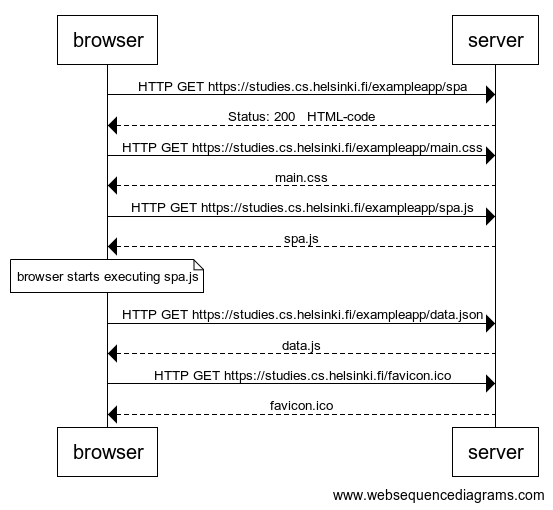 browser server
HTTP GET https://studies.cs.helsinki.fi/exampleapp/spa
Status: 200 HTML-code
HTTP GET https://studies.cs.helsinki.fi/exampleapp/main.css
main.css
HTTP GET https://studies.cs.helsinki.fi/exampleapp/spa.js
spa.js
browser starts executing spa.js
HTTP GET https://studies.cs.helsinki.fi/exampleapp/data.json
data.js
HTTP GET https://studies.cs.helsinki.fi/favicon.ico
favicon.ico
browser server
www.websequencediagrams.com